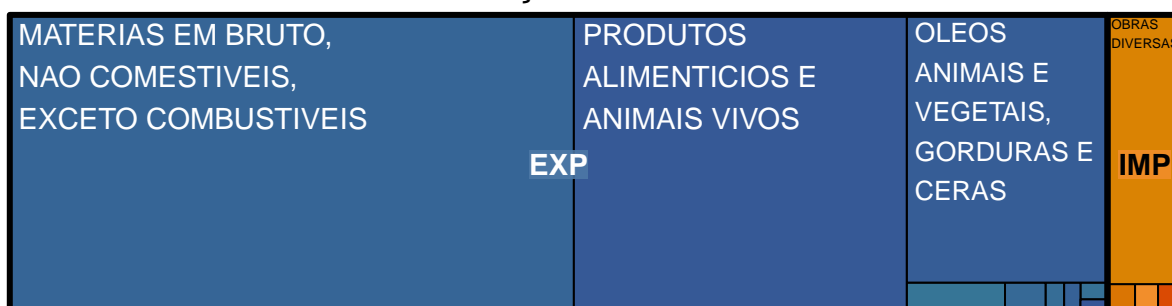 MATERIAS EM BRUTO,
NAO COMESTIVEIS,
EXCETO COMBUSTIVEIS
PRODUTOS
ALIMENTICIOS E
ANIMAIS VIVOS
OLEOS
ANIMAIS E
VEGETAIS,
GORDURAS E
CERAS
OBRAS
DIVERSAS
EXP
IMP